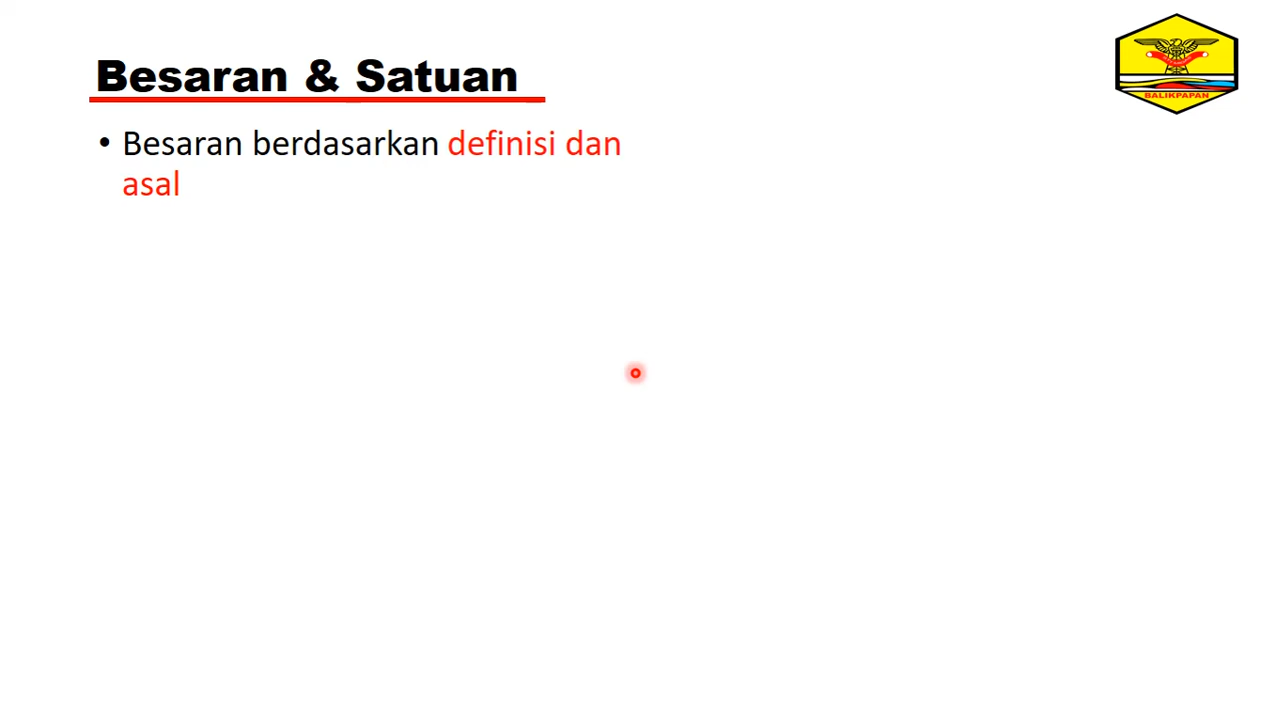 Besaran & Satuan
BALIKPAPAN
• Besaran berdasarkan definisi dan
asal